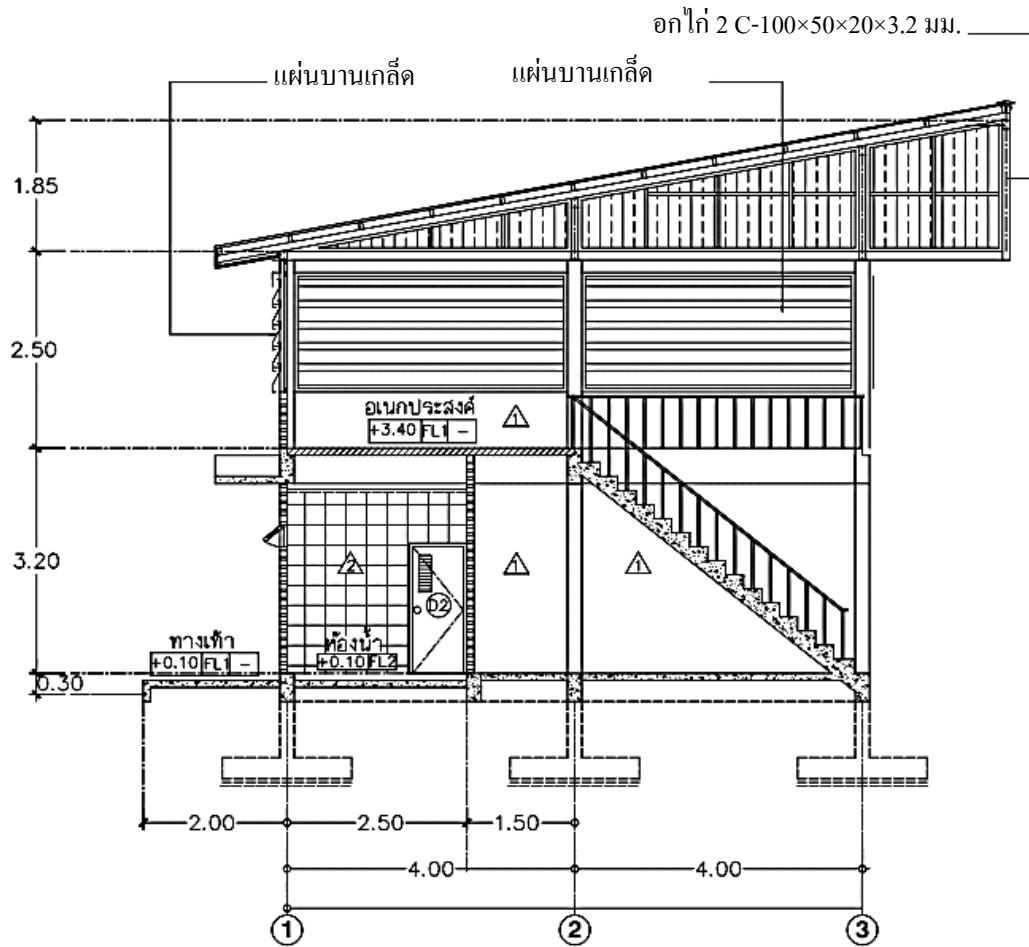 อกไก่ 2 C-100×50×20×3.2 มม.
แผ่นบานเกล็ด
แผ่นบานเกล็ด
1.85
2.50
อเนกประสงค์
+3.40 FL1 -
1
3.20
2
1
1
D2
ทางเท้า
+0.10 FL1 -
ห้องน้ำ
+0.10 FL2
0.30
2.00
2.50
1.50
4.00
4.00
1
2
3